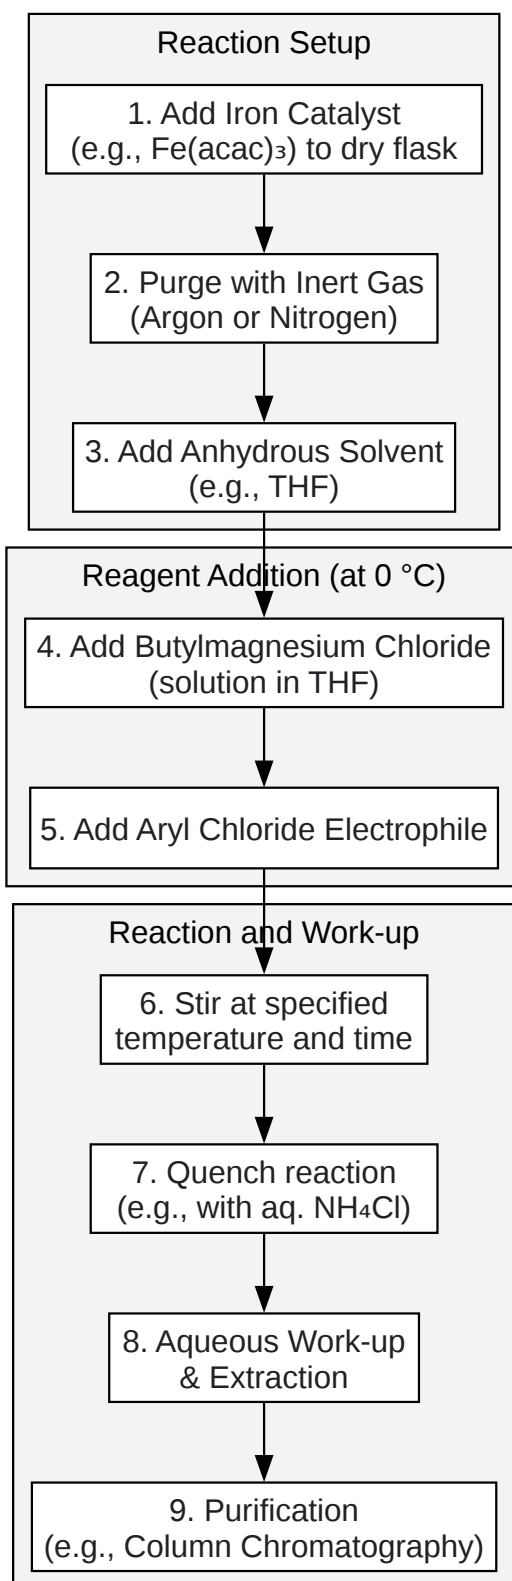 Reaction Setup
1. Add Iron Catalyst
(e.g., Fe(acac)₃) to dry flask
2. Purge with Inert Gas
(Argon or Nitrogen)
3. Add Anhydrous Solvent
(e.g., THF)
Reagent Addition (at 0 °C)
4. Add Butylmagnesium Chloride
(solution in THF)
5. Add Aryl Chloride Electrophile
Reaction and Work-up
6. Stir at specified
temperature and time
7. Quench reaction
(e.g., with aq. NH₄Cl)
8. Aqueous Work-up
& Extraction
9. Purification
(e.g., Column Chromatography)